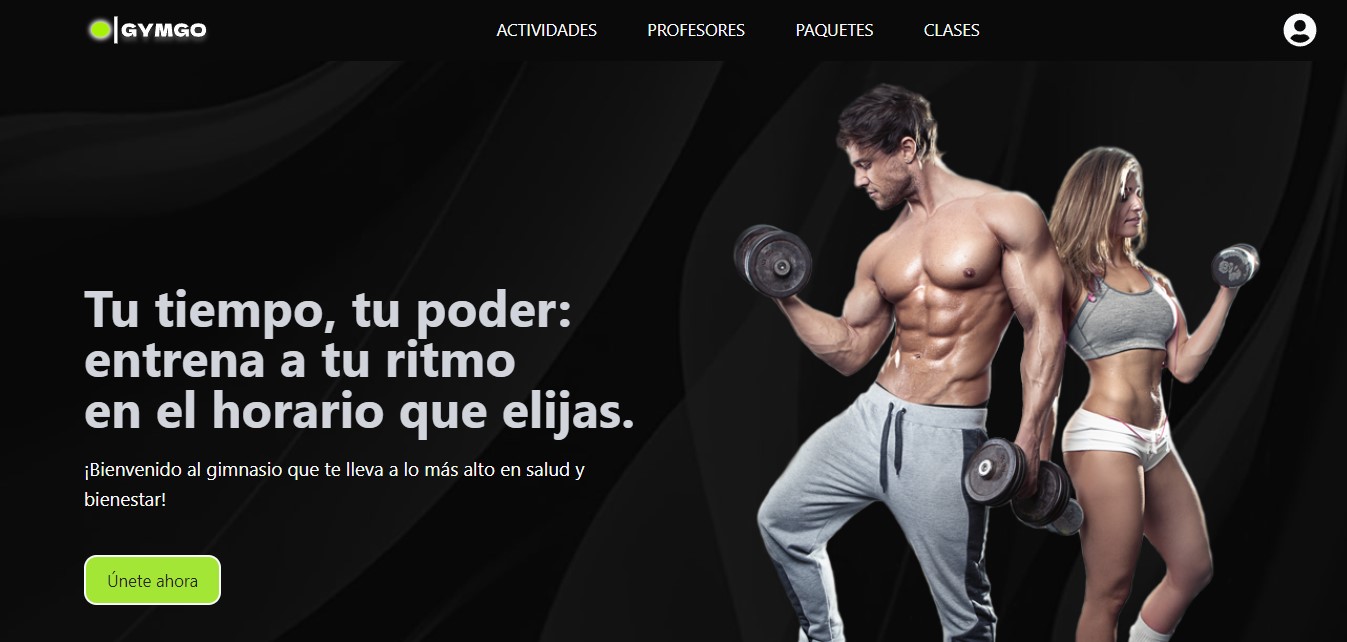 GYMGO
ACTIVIDADES
PROFESORES
PAQUETES
CLASES
Tu tiempo, tu poder:
entrena a tu ritmo
en el horario que elijas.
¡Bienvenido al gimnasio que te lleva a lo más alto en salud y
bienestar!
Únete ahora